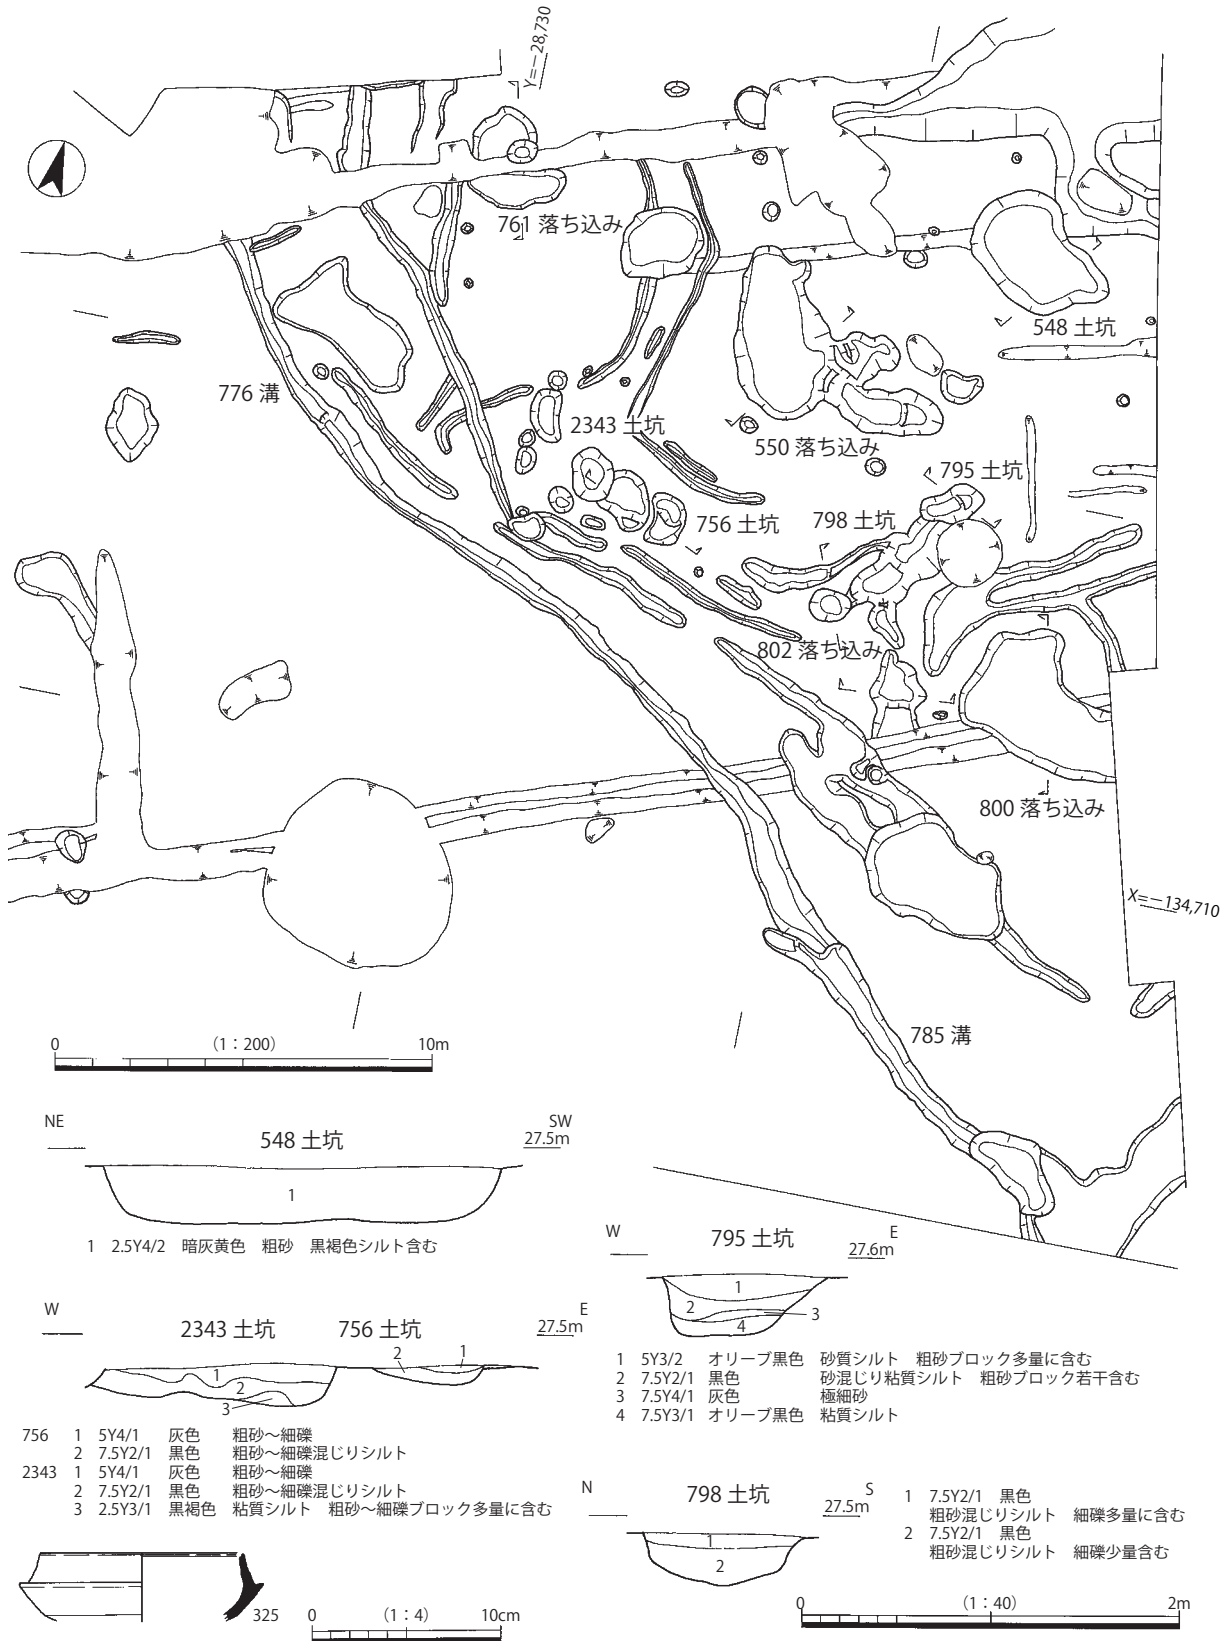 Y=－28,730
761 落ち込み
548 土坑
776 溝
2343 土坑
550 落ち込み
795 土坑
756 土坑
798 土坑
802 落ち込み
800 落ち込み
X=－134,710
785 溝
0 (1：200) 10m
NE 548 土坑 SW
27.5m
1
1 2.5Y4/2 暗灰黄色 粗砂 黒褐色シルト含む
W 795 土坑 E
27.6m
1
2
3
4
1 5Y3/2 オリーブ黒色 砂質シルト 粗砂ブロック多量に含む
2 7.5Y2/1 黒色 砂混じり粘質シルト 粗砂ブロック若干含む
3 7.5Y4/1 灰色 極細砂
4 7.5Y3/1 オリーブ黒色 粘質シルト
W 2343 土坑 756 土坑 E
27.5m
2 1
1
2
3
756 1 5Y4/1 灰色 粗砂～細礫
2 7.5Y2/1 黒色 粗砂～細礫混じりシルト
2343 1 5Y4/1 灰色 粗砂～細礫
2 7.5Y2/1 黒色 粗砂～細礫混じりシルト
3 2.5Y3/1 黒褐色 粘質シルト 粗砂～細礫ブロック多量に含む
N 798 土坑 S
27.5m
1
2
1 7.5Y2/1 黒色
粗砂混じりシルト 細礫多量に含む
2 7.5Y2/1 黒色
粗砂混じりシルト 細礫少量含む
325
0 (1：4) 10cm
0 (1：40) 2m